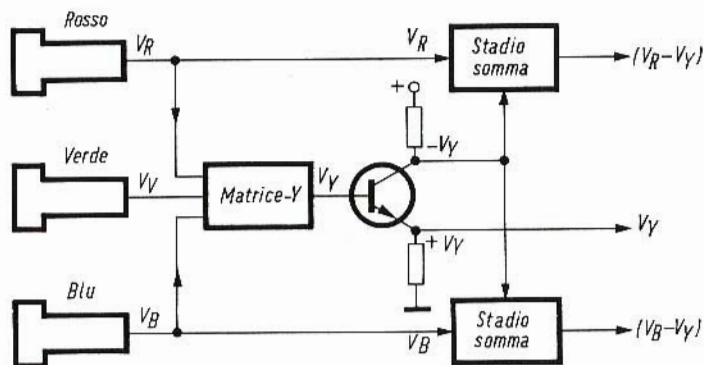 Rosso
V_R
V_R
Stadio somma
(V_R-V_Y)
+
-V_Y
Verde
V_V
Matrice-Y
V_Y
+V_Y
V_Y
Blu
V_B
V_B
Stadio somma
(V_B-V_Y)